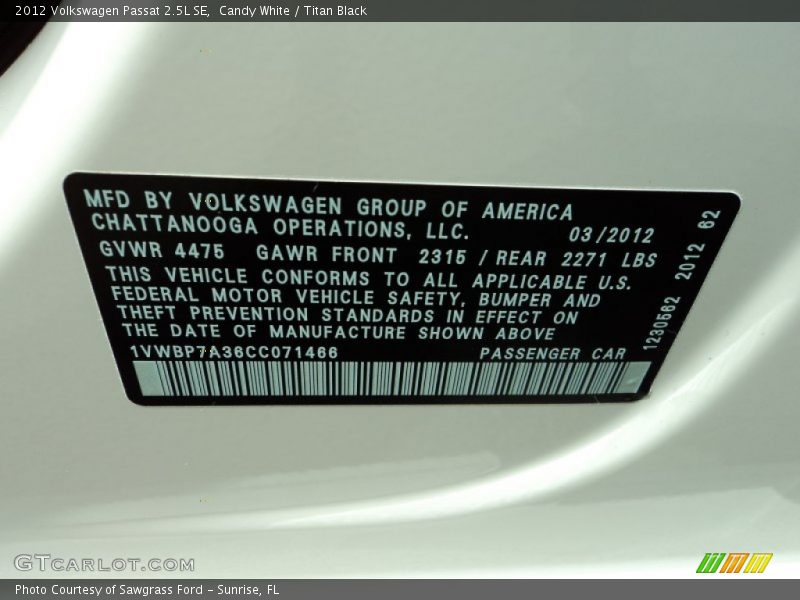 2012 Volkswagen Passat 2.5L SE,  Candy White / Titan Black
MFD BY VOLKSWAGEN GROUP OF AMERICA
CHATTANOOGA OPERATIONS, LLC.
03/2012
GVWR 4475 GAWR FRONT 2315 / REAR 2271 LBS
THIS VEHICLE CONFORMS TO ALL APPLICABLE U.S.
FEDERAL MOTOR VEHICLE SAFETY, BUMPER AND
THEFT PREVENTION STANDARDS IN EFFECT ON
THE DATE OF MANUFACTURE SHOWN ABOVE
1VWBP7A36CC071466 PASSENGER CAR
1230562 2012 62
GTCARLOT.COM
Photo Courtesy of Sawgrass Ford - Sunrise, FL